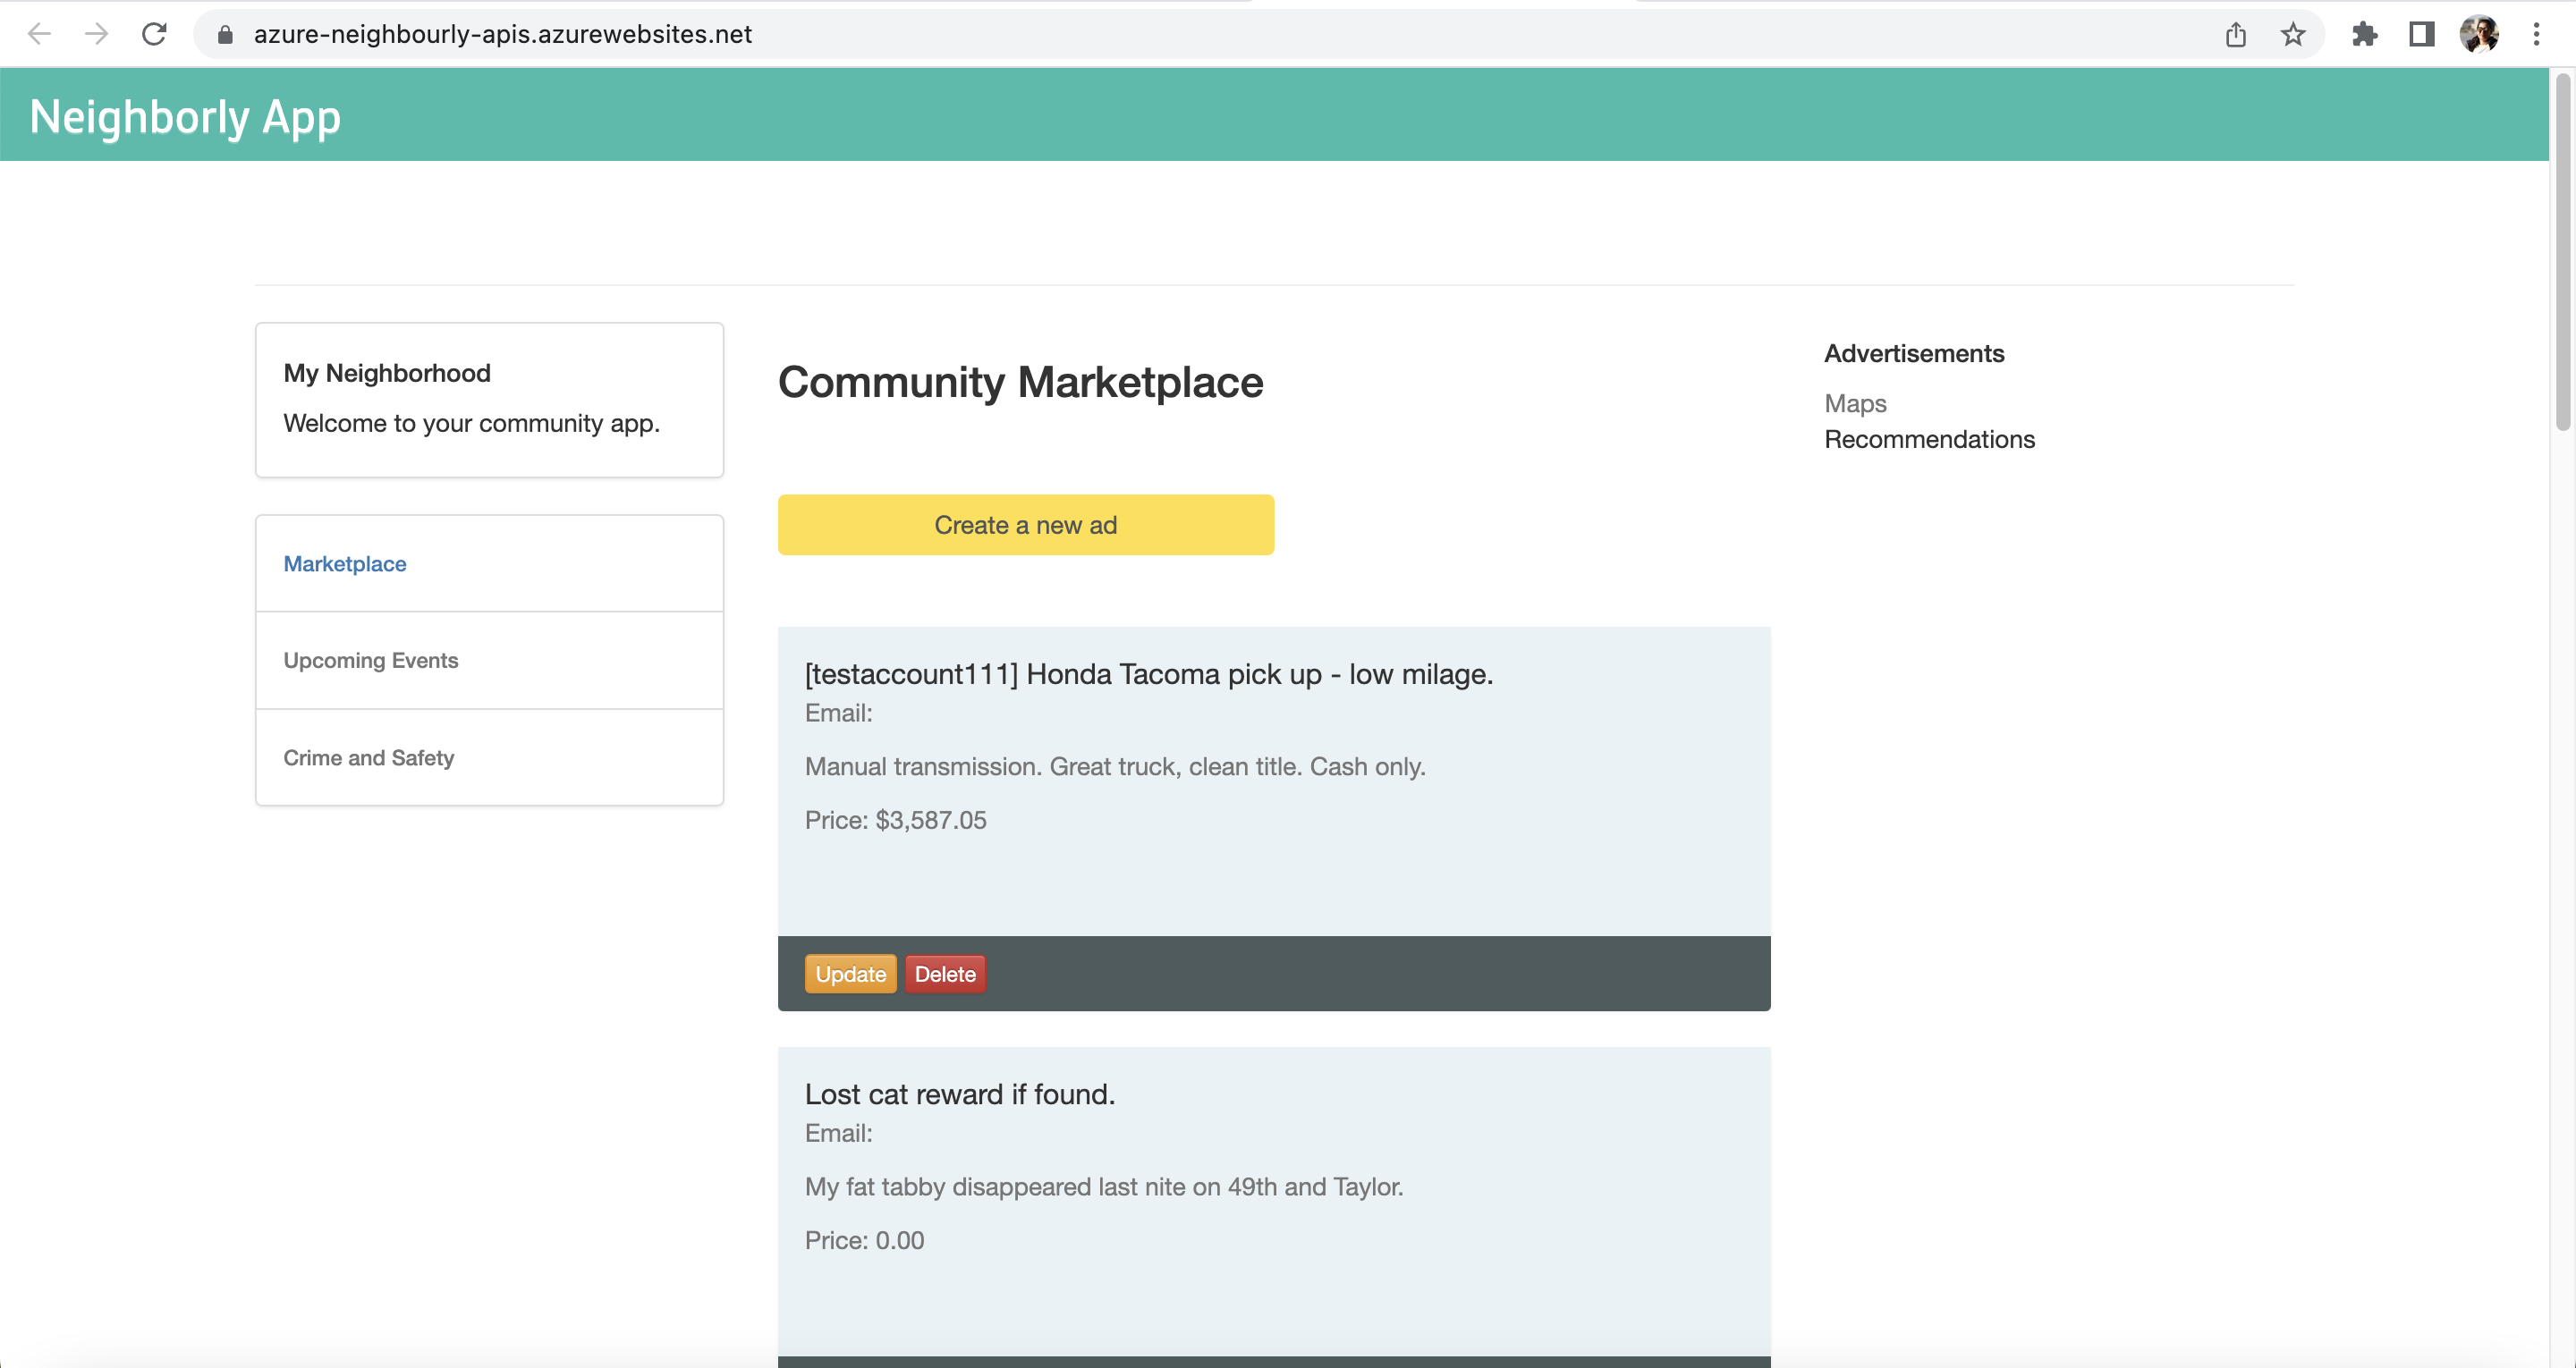 azure-neighbourly-apis.azurewebsites.net
Neighborly App
My Neighborhood
Welcome to your community app.
Marketplace
Upcoming Events
Crime and Safety
Community Marketplace
Create a new ad
[testaccount111] Honda Tacoma pick up - low milage.
Email:
Manual transmission. Great truck, clean title. Cash only.
Price: $3,587.05
Update Delete
Lost cat reward if found.
Email:
My fat tabby disappeared last nite on 49th and Taylor.
Price: 0.00
Advertisements
Maps
Recommendations